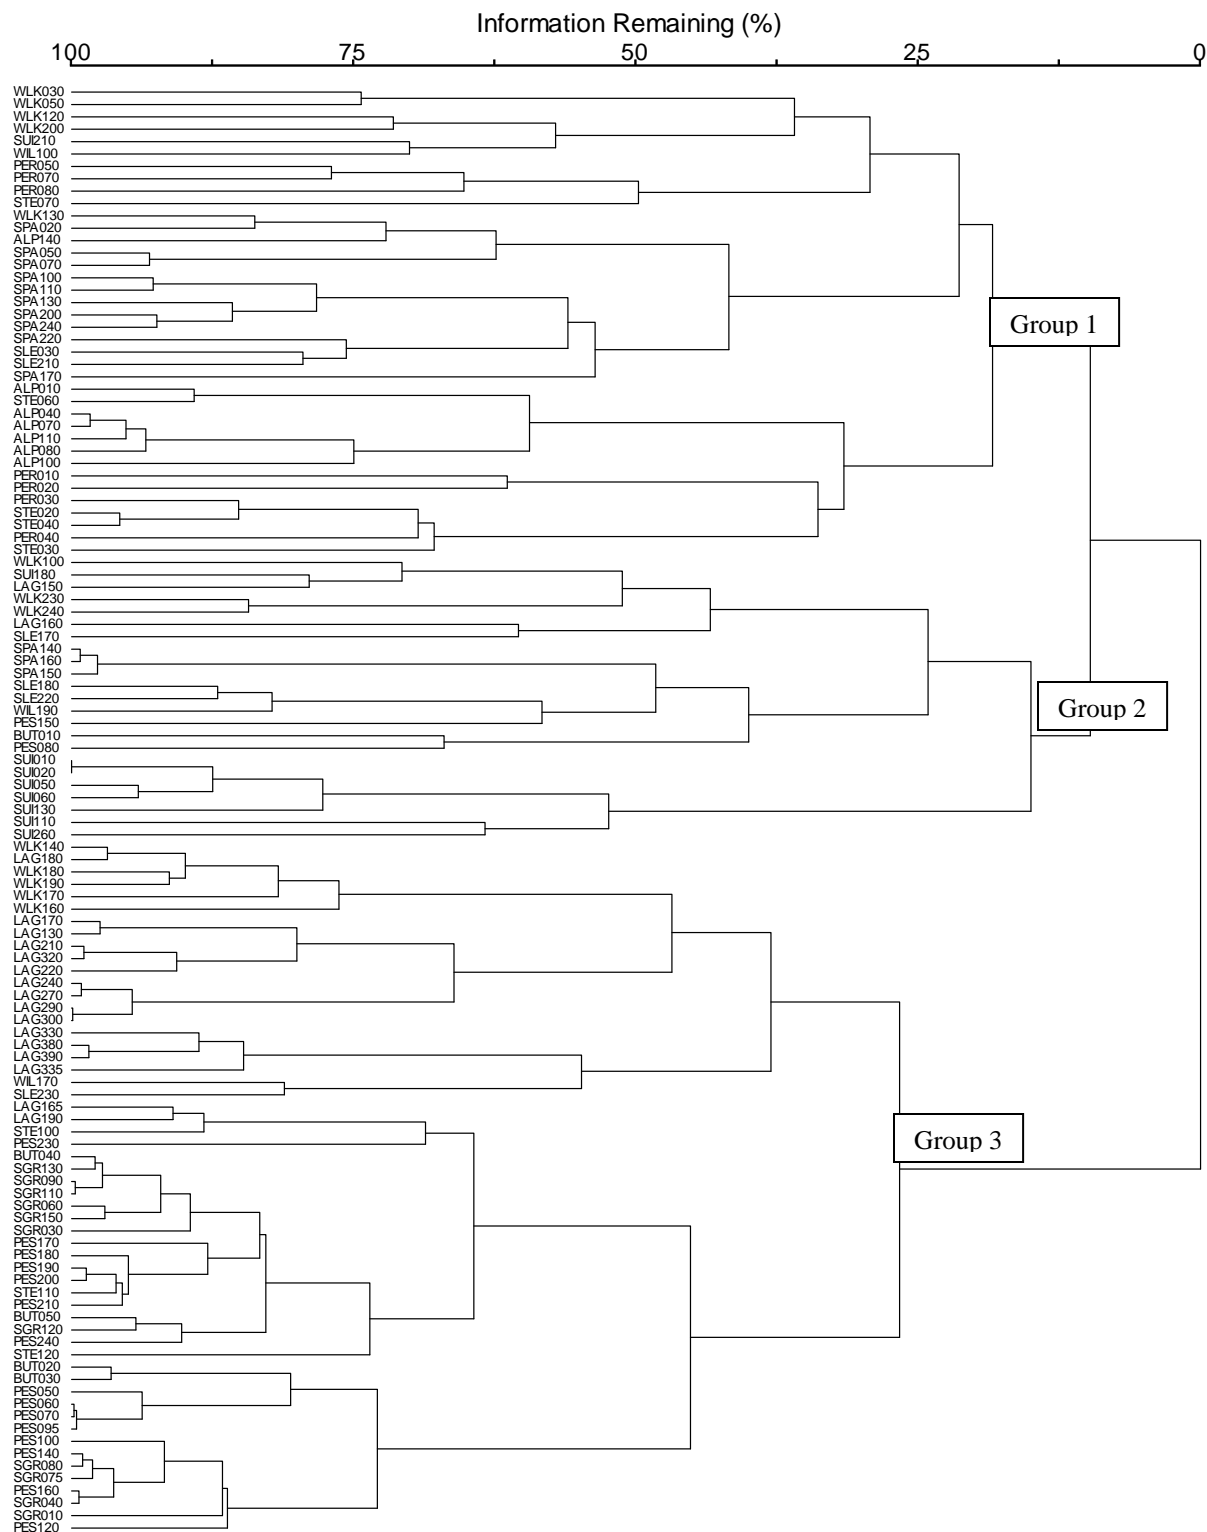 Information Remaining (%)
100 75 50 25 0
WLK030
WLK050
WLK120
WLK200
SUI210
WIL100
PER050
PER070
PER080
STE070
WLK130
SPA020
ALP140
SPA050
SPA070
SPA100
SPA110
SPA130
SPA200
SPA240
SPA220
SLE030
SLE210
SPA170
ALP010
STE060
ALP040
ALP070
ALP110
ALP080
ALP100
PER010
PER020
PER030
STE020
STE040
PER040
STE030
WLK100
SUI180
LAG150
WLK230
WLK240
LAG160
SLE170
SPA140
SPA160
SPA150
SLE180
SLE220
WIL190
PES150
BUT010
PES080
SUI010
SUI020
SUI050
SUI060
SUI130
SUI110
SUI260
WLK140
LAG180
WLK180
WLK190
WLK170
WLK160
LAG170
LAG130
LAG210
LAG320
LAG220
LAG240
LAG270
LAG290
LAG300
LAG330
LAG380
LAG390
LAG335
WIL170
SLE230
LAG165
LAG190
STE100
PES230
BUT040
SGR130
SGR090
SGR110
SGR060
SGR150
SGR030
PES170
PES180
PES190
PES200
STE110
PES210
BUT050
SGR120
PES240
STE120
BUT020
BUT030
PES050
PES060
PES070
PES095
PES100
PES140
SGR080
SGR075
PES160
SGR040
SGR010
PES120
Group 1
Group 2
Group 3